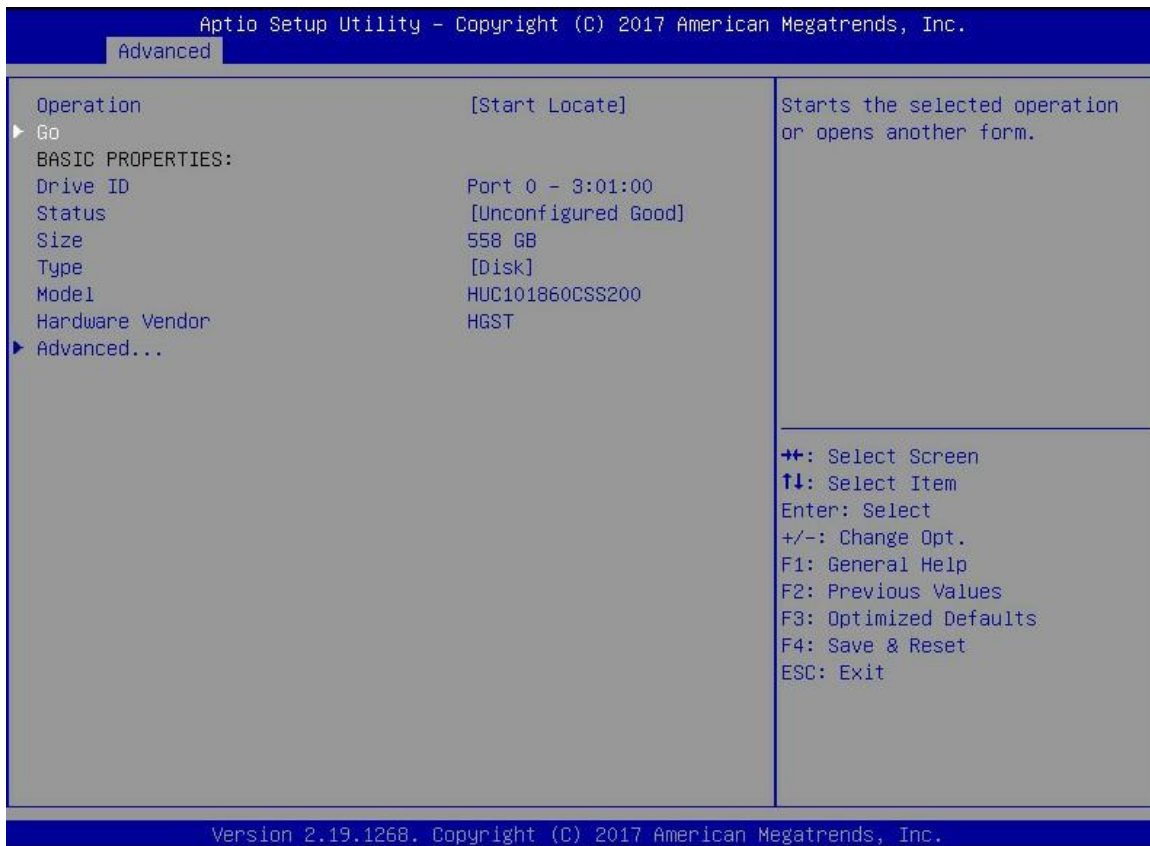 Aptio Setup Utility – Copyright (C) 2017 American Megatrends, Inc.
Advanced
Operation [Start Locate]
▶ Go
BASIC PROPERTIES:
Drive ID Port 0 – 3:01:00
Status [Unconfigured Good]
Size 558 GB
Type [Disk]
Model HUC101860CSS200
Hardware Vendor HGST
▶ Advanced...
Starts the selected operation
or opens another form.
→←: Select Screen
↑↓: Select Item
Enter: Select
+/-: Change Opt.
F1: General Help
F2: Previous Values
F3: Optimized Defaults
F4: Save & Reset
ESC: Exit
Version 2.19.1268. Copyright (C) 2017 American Megatrends, Inc.